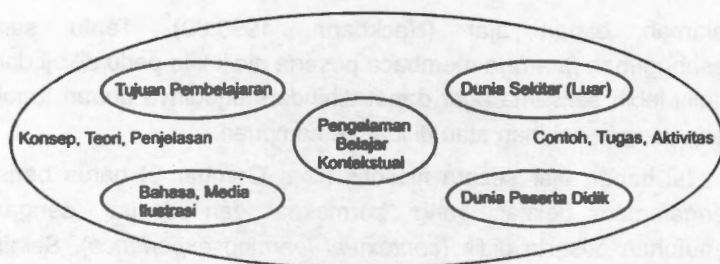 Tujuan Pembelajaran
Dunia Sekitar (Luar)
Konsep, Teori, Penjelasan
Pengalaman
Belajar
Kontekstual
Contoh, Tugas, Aktivitas
Bahasa, Media
Ilustrasi
Dunia Peserta Didik